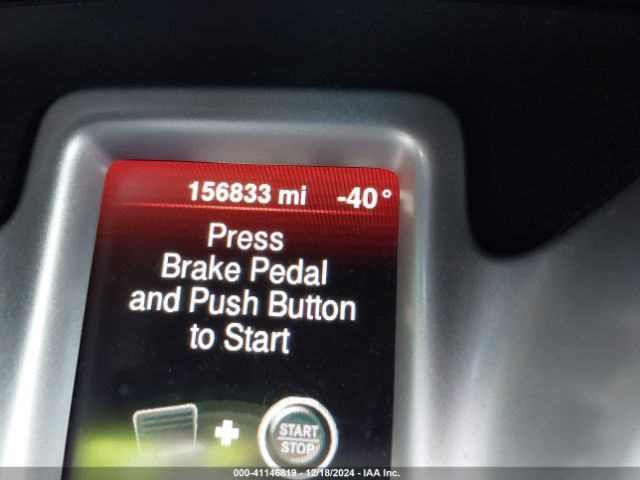 156833 mi -40°
Press
Brake Pedal
and Push Button
to Start
START
STOP
000-41146819 - 12/18/2024 - IAA Inc.